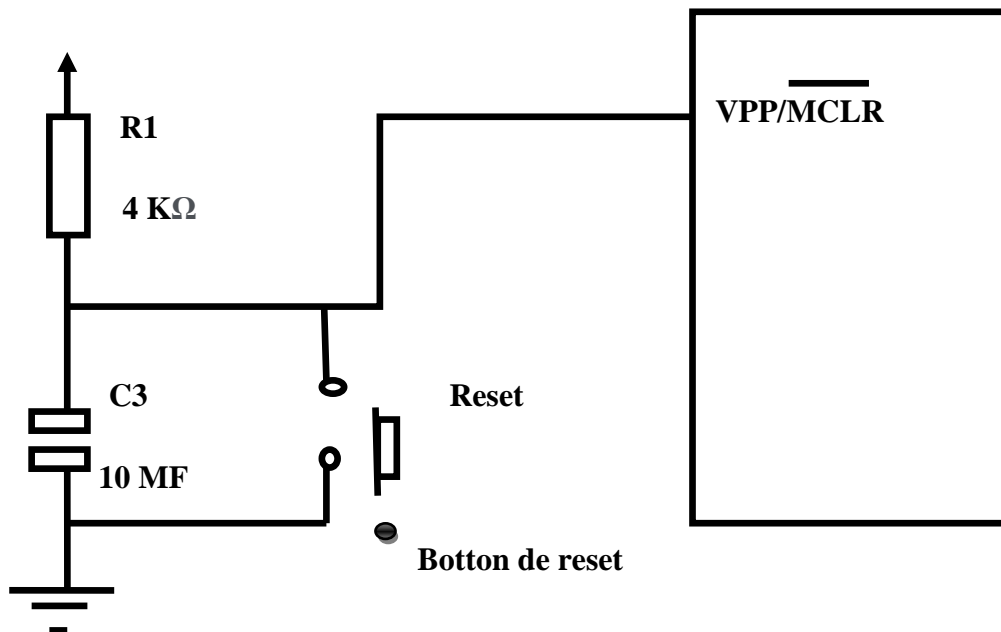 VPP/MCLR
R1
4 KΩ
C3
Reset
10 MF
Botton de reset